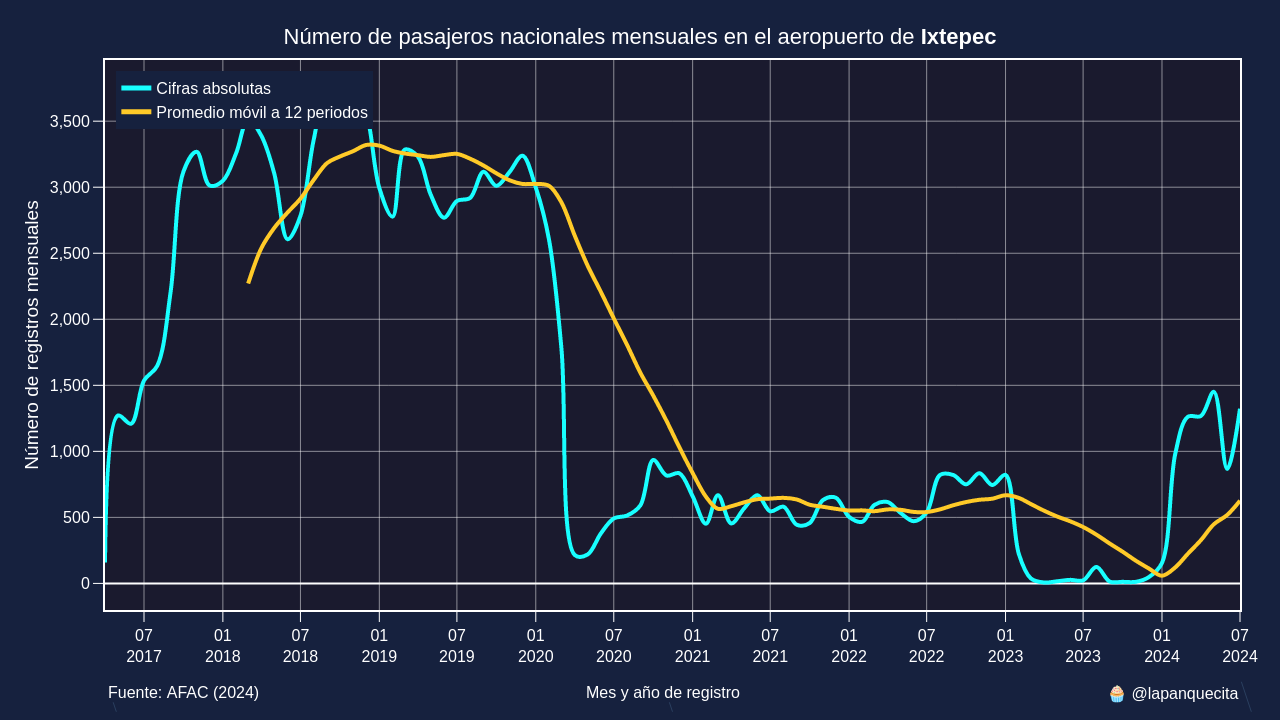 Número de pasajeros nacionales mensuales en el aeropuerto de Ixtepec
Cifras absolutas
Promedio móvil a 12 periodos
Número de registros mensuales
3,500
3,000
2,500
2,000
1,500
1,000
500
0
07 01 07 01 07 01 07 01 07 01 07 01 07 01 07
2017 2018 2018 2019 2019 2020 2020 2021 2021 2022 2022 2023 2023 2024 2024
Fuente: AFAC (2024)
Mes y año de registro
🧁 @lapanquecita